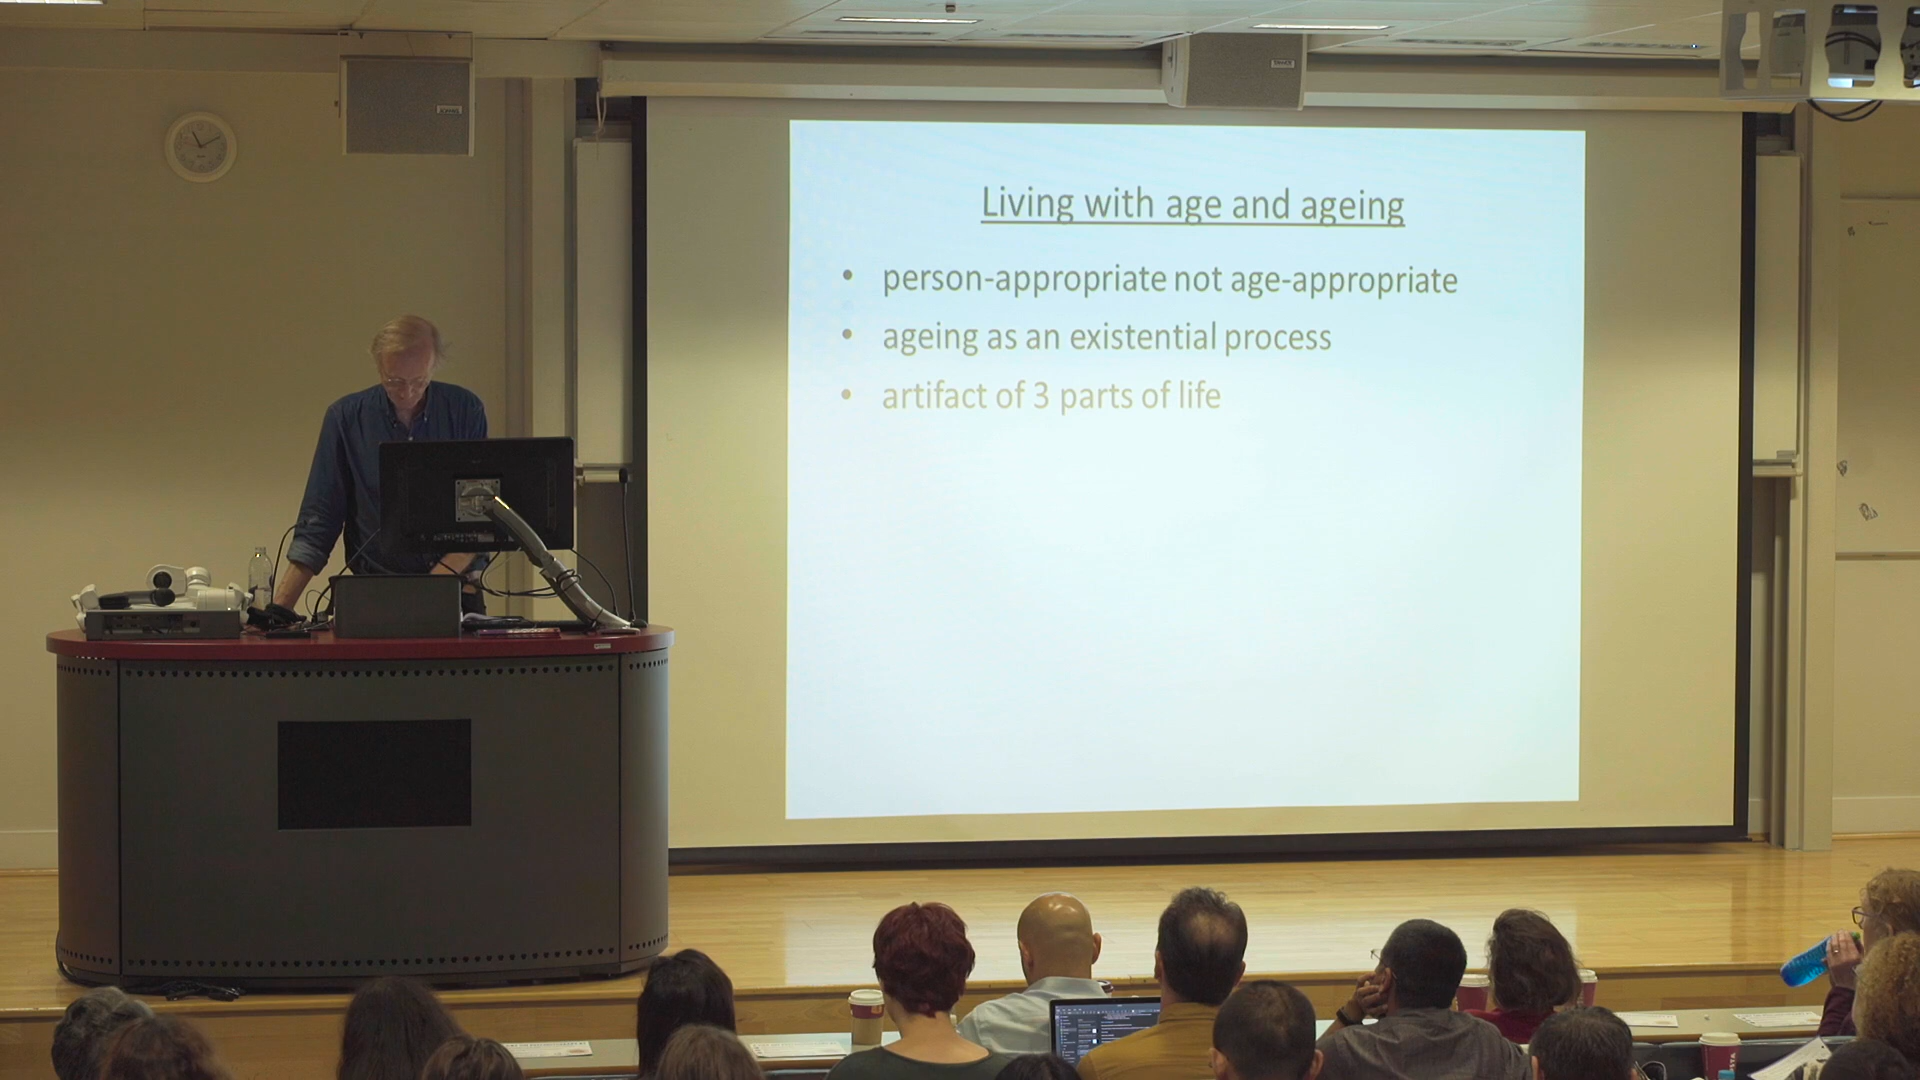 Living with age and ageing
• person-appropriate not age-appropriate
• ageing as an existential process
• artifact of 3 parts of life